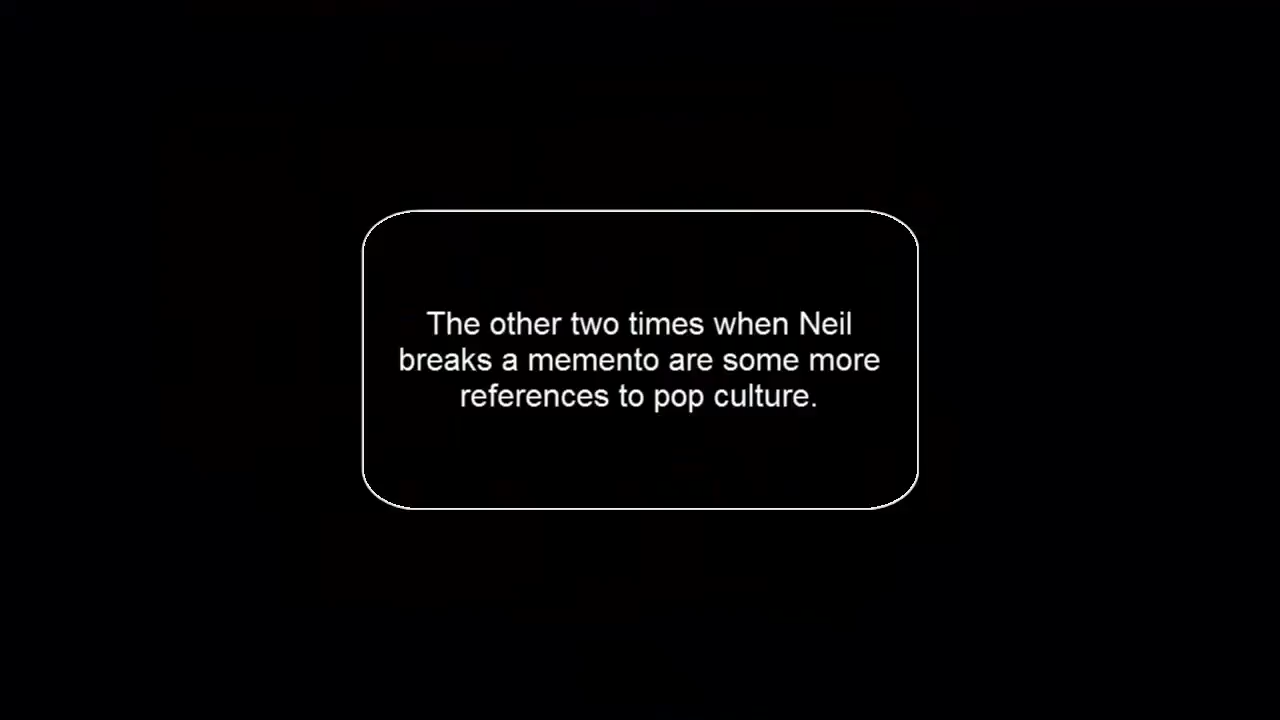 The other two times when Neil
breaks a memento are some more
references to pop culture.